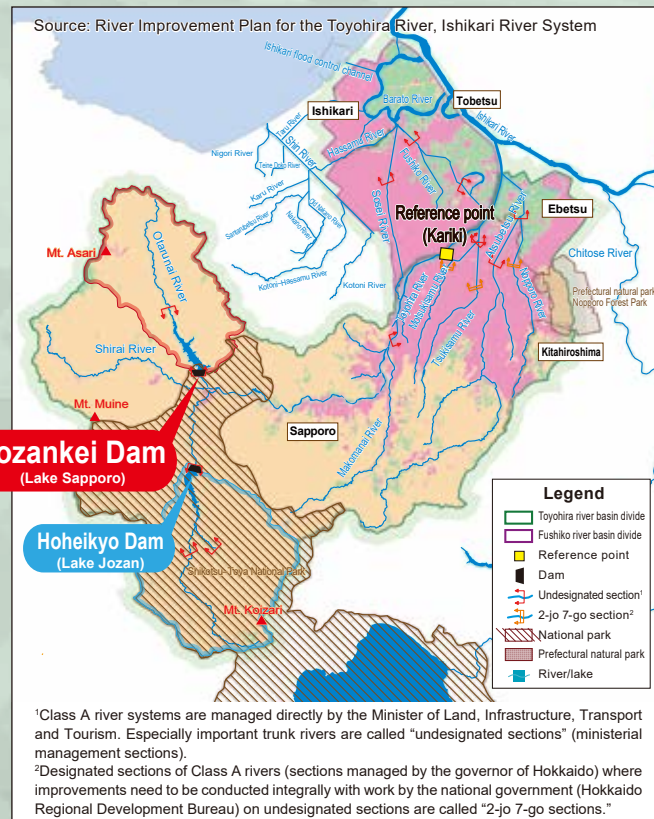 Source: River Improvement Plan for the Toyohira River, Ishikari River System
Ishikari flood control channel
Barato River
Tobetsu
Ishikari
Ishikari River
Taru River
Shin River
Hassamu River
Nigori River
Fushiko River
Karu River
Sosei River
Reference point
(Kariki)
Ebetsu
Atsubetsu River
Chitose River
Mt. Asari
Otarunai River
Kotoni-Hassamu River
Kotoni River
Nopporo River
Prefectural natural park
Nopporo Forest Park
Shirai River
Tsukisamu River
Kitahiroshima
Mt. Muine
Sapporo
Makomanai River
ozankei Dam
(Lake Sapporo)
Hoheikyo Dam
(Lake Jozan)
Shikotsu-Toya National Park
Mt. Koizari
Legend
Toyohira river basin divide
Fushiko river basin divide
Reference point
Dam
Undesignated section¹
2-jo 7-go section²
National park
Prefectural natural park
River/lake
¹Class A river systems are managed directly by the Minister of Land, Infrastructure, Transport
and Tourism. Especially important trunk rivers are called “undesignated sections” (ministerial
management sections).
²Designated sections of Class A rivers (sections managed by the governor of Hokkaido) where
improvements need to be conducted integrally with work by the national government (Hokkaido
Regional Development Bureau) on undesignated sections are called “2-jo 7-go sections.”